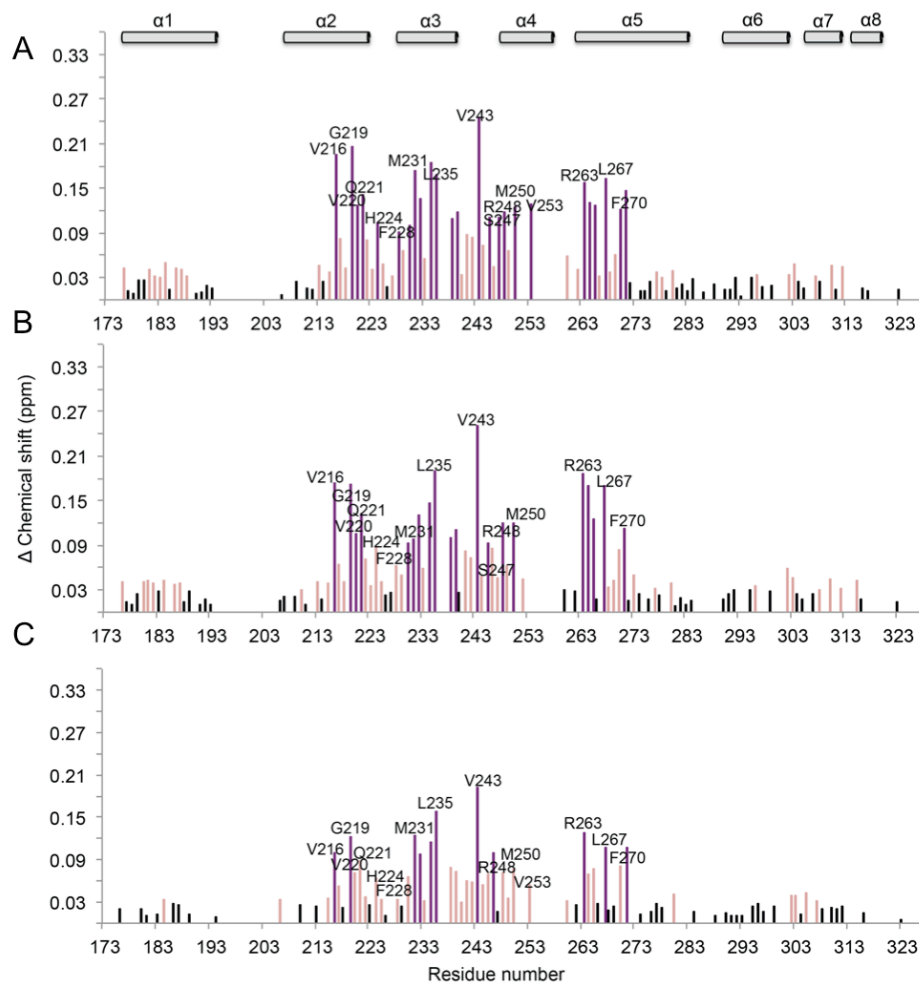 α1 α2 α3 α4 α5 α6 α7 α8
A
0.36
0.33
0.27
0.21
0.15
0.09
0.03
V243
G219
V216
M231
L235
Q221
V220
H224
F228
M250
R248
V253
S247
R263
L267
F270
173 183 193 203 213 223 233 243 253 263 273 283 293 303 313 323
B
Δ Chemical shift (ppm)
0.33
0.27
0.21
0.15
0.09
0.03
V243
L235
R263
V216
G219
L267
Q221
M250
V220
M231
R248
F270
H224
F228
S247
173 183 193 203 213 223 233 243 253 263 273 283 293 303 313 323
C
0.33
0.27
0.21
0.15
0.09
0.03
V243
L235
G219
M231
R263
V216
Q221
L267
V220
M250
F270
R248
H224
F228
V253
173 183 193 203 213 223 233 243 253 263 273 283 293 303 313 323
Residue number